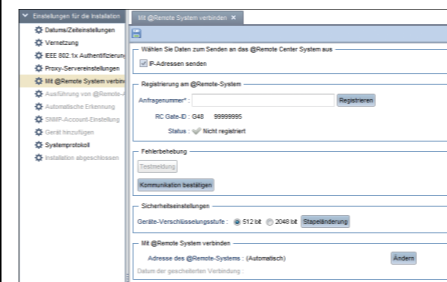 Einstellungen für die Installation
Datums/Zeiteinstellungen
Vernetzung
IEEE 802.1x Authentifizierun
Proxy-Servereinstellungen
Mit @Remote System verbin
Ausführung von @Remote-A
Automatische Erkennung
SNMP-Account-Einstellung
Gerät hinzufügen
Systemprotokoll
Installation abgeschlossen
Mit @Remote System verbinden
Wählen Sie Daten zum Senden an das @Remote Center System aus
IP-Adressen senden
Registrierung am @Remote-System
Anfragenummer* : Registrieren
RC Gate-ID : G48 99999995
Status : Nicht registriert
Fehlerbehebung
Testmeldung
Kommunikation bestätigen
Sicherheitseinstellungen
Geräte-Verschlüsselungsstufe : 512 bit 2048 bit Stapeländerung
Mit @Remote System verbinden
Adresse des @Remote-Systems : (Automatisch) Ändern
Datum der gescheiterten Verbindung :